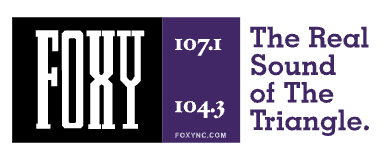 FOXY
107.1
104.3
FOXYNC.COM
The Real
Sound
of The
Triangle.